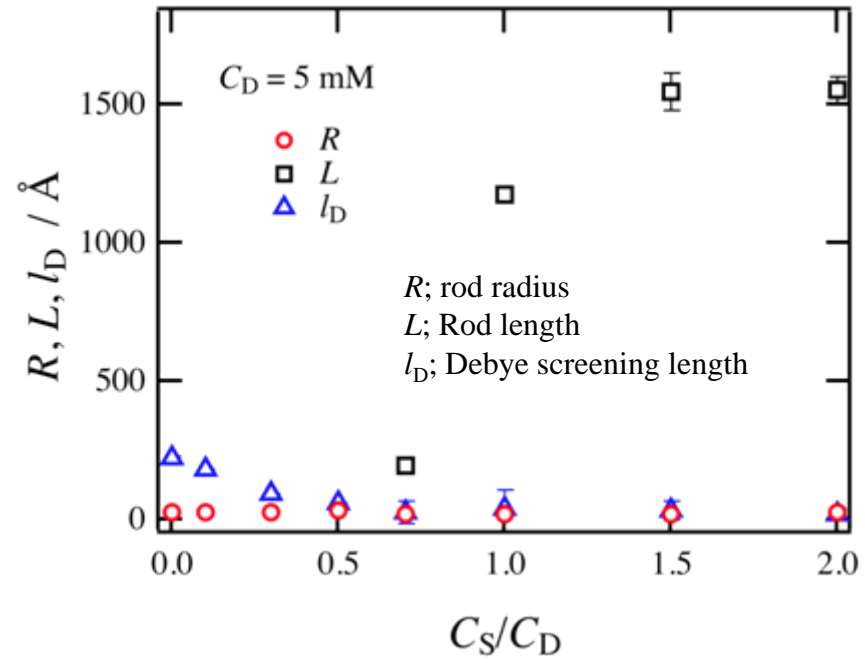 C_D = 5 mM
R
L
l_D
R; rod radius
L; Rod length
l_D; Debye screening length
R, L, l_D / Å
1500
1000
500
0
0.0 0.5 1.0 1.5 2.0
C_S/C_D